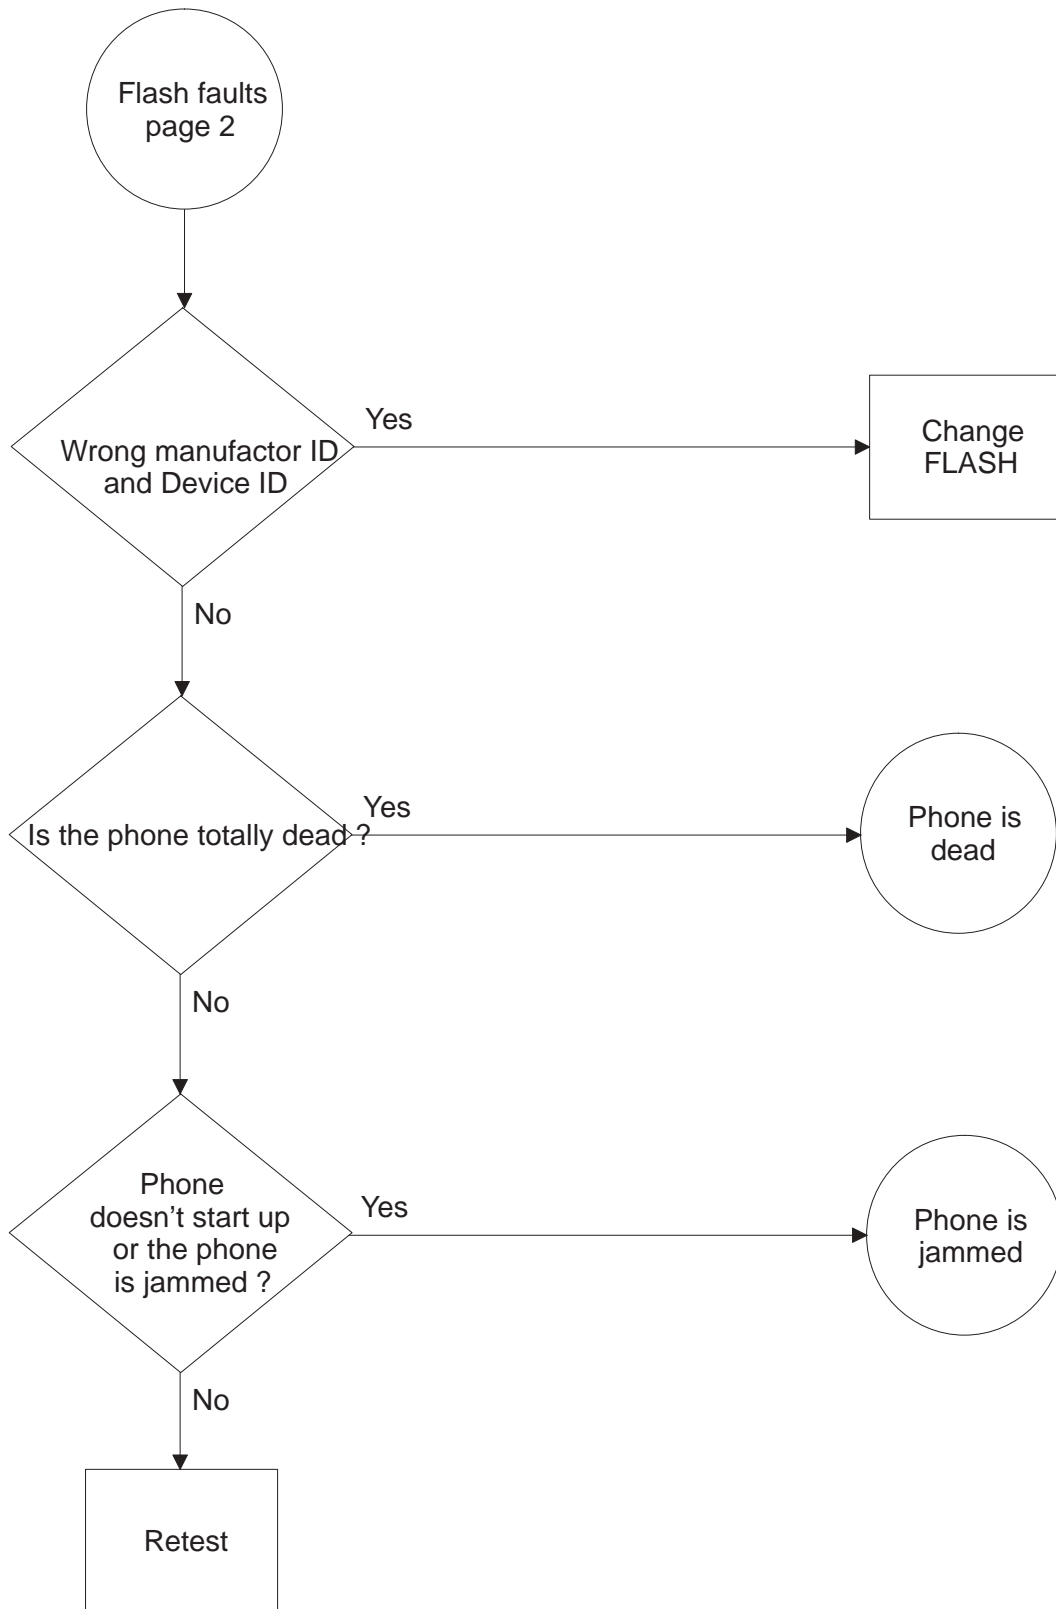 Flash faults
page 2
Yes
Wrong manufactor ID
and Device ID
Change
FLASH
No
Yes
Is the phone totally dead ?
Phone is
dead
No
Phone
doesn't start up
or the phone
is jammed ?
Yes
Phone is
jammed
No
Retest